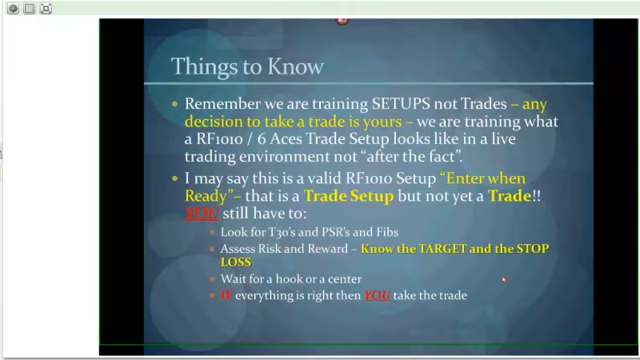 Things to Know
Remember we are training SETUPS not Trades – any
decision to take a trade is yours – we are training what
a RF1010 / 6 Aces Trade Setup looks like in a live
trading environment not “after the fact”.
I may say this is a valid RF1010 Setup “Enter when
Ready”– that is a Trade Setup but not yet a Trade!!
YOU still have to:
Look for T30’s and PSR’s and Fibs
Assess Risk and Reward – Know the TARGET and the STOP
LOSS
Wait for a hook or a center
IF everything is right then YOU take the trade